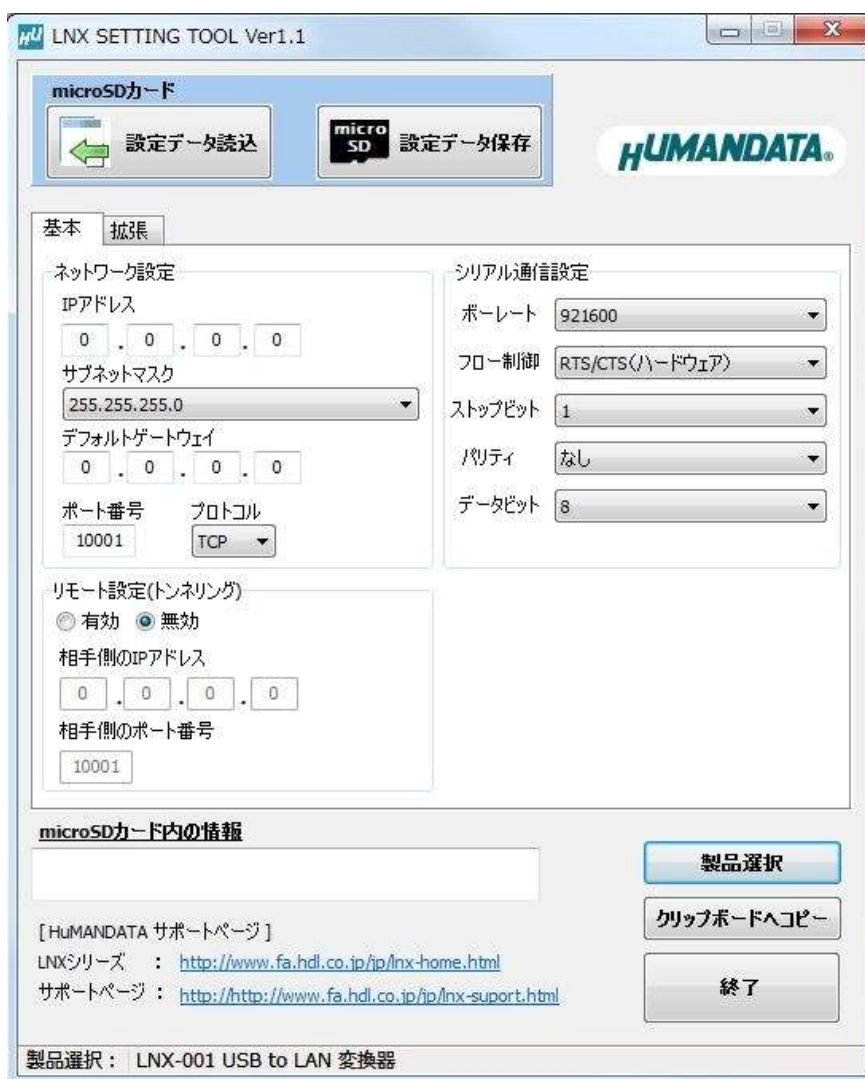 LNX SETTING TOOL Ver1.1
microSDカード
設定データ読込
micro SD 設定データ保存
HUMANDATA®
基本 拡張
ネットワーク設定
IPアドレス
0 . 0 . 0 . 0
サブネットマスク
255.255.255.0
デフォルトゲートウェイ
0 . 0 . 0 . 0
ポート番号 プロトコル
10001 TCP
シリアル通信設定
ボーレート 921600
フロー制御 RTS/CTS(ハードウェア)
ストップビット 1
パリティ なし
データビット 8
リモート設定(トンネリング)
有効 無効
相手側のIPアドレス
0 . 0 . 0 . 0
相手側のポート番号
10001
microSDカード内の情報
製品選択
クリップボードへコピー
終了
[HuMANDATA サポートページ]
LNXシリーズ : http://www.fa.hdl.co.jp/jp/lnx-home.html
サポートページ : http://http://www.fa.hdl.co.jp/jp/lnx-suport.html
製品選択: LNX-001 USB to LAN 変換器